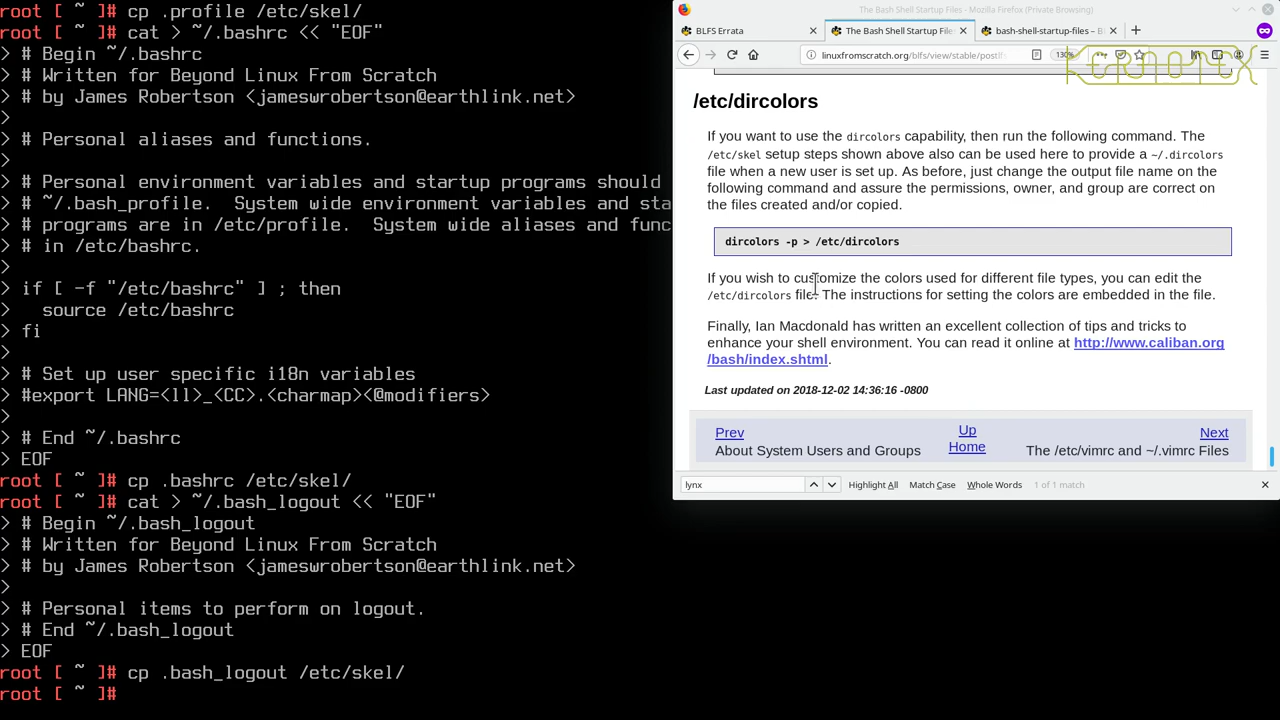 root [ ~ ]# cp .profile /etc/skel/
root [ ~ ]# cat > ~/.bashrc << "EOF"
> # Begin ~/.bashrc
> # Written for Beyond Linux From Scratch
> # by James Robertson <jameswrobertson@earthlink.net>
>
> # Personal aliases and functions.
>
> # Personal environment variables and startup programs should
> # ~/.bash_profile.  System wide environment variables and sta
> # programs are in /etc/profile.  System wide aliases and func
> # in /etc/bashrc.
>
> if [ -f "/etc/bashrc" ] ; then
>   source /etc/bashrc
> fi
>
> # Set up user specific i18n variables
> #export LANG=<ll>_<CC>.<charmap><@modifiers>
>
> # End ~/.bashrc
> EOF
root [ ~ ]# cp .bashrc /etc/skel/
root [ ~ ]# cat > ~/.bash_logout << "EOF"
> # Begin ~/.bash_logout
> # Written for Beyond Linux From Scratch
> # by James Robertson <jameswrobertson@earthlink.net>
>
> # Personal items to perform on logout.
> # End ~/.bash_logout
> EOF
root [ ~ ]# cp .bash_logout /etc/skel/
root [ ~ ]#
The Bash Shell Startup Files - Mozilla Firefox (Private Browsing)
BLFS Errata
The Bash Shell Startup File
bash-shell-startup-files – B
linuxfromscratch.org/blfs/view/stable/postlf
130%
KERNOTEX
/etc/dircolors
If you want to use the dircolors capability, then run the following command. The
/etc/skel setup steps shown above also can be used here to provide a ~/.dircolors
file when a new user is set up. As before, just change the output file name on the
following command and assure the permissions, owner, and group are correct on
the files created and/or copied.
dircolors -p > /etc/dircolors
If you wish to customize the colors used for different file types, you can edit the
/etc/dircolors file. The instructions for setting the colors are embedded in the file.
Finally, Ian Macdonald has written an excellent collection of tips and tricks to
enhance your shell environment. You can read it online at http://www.caliban.org
/bash/index.shtml.
Last updated on 2018-12-02 14:36:16 -0800
Prev
Up
Next
About System Users and Groups
Home
The /etc/vimrc and ~/.vimrc Files
lynx
Highlight All
Match Case
Whole Words
1 of 1 match